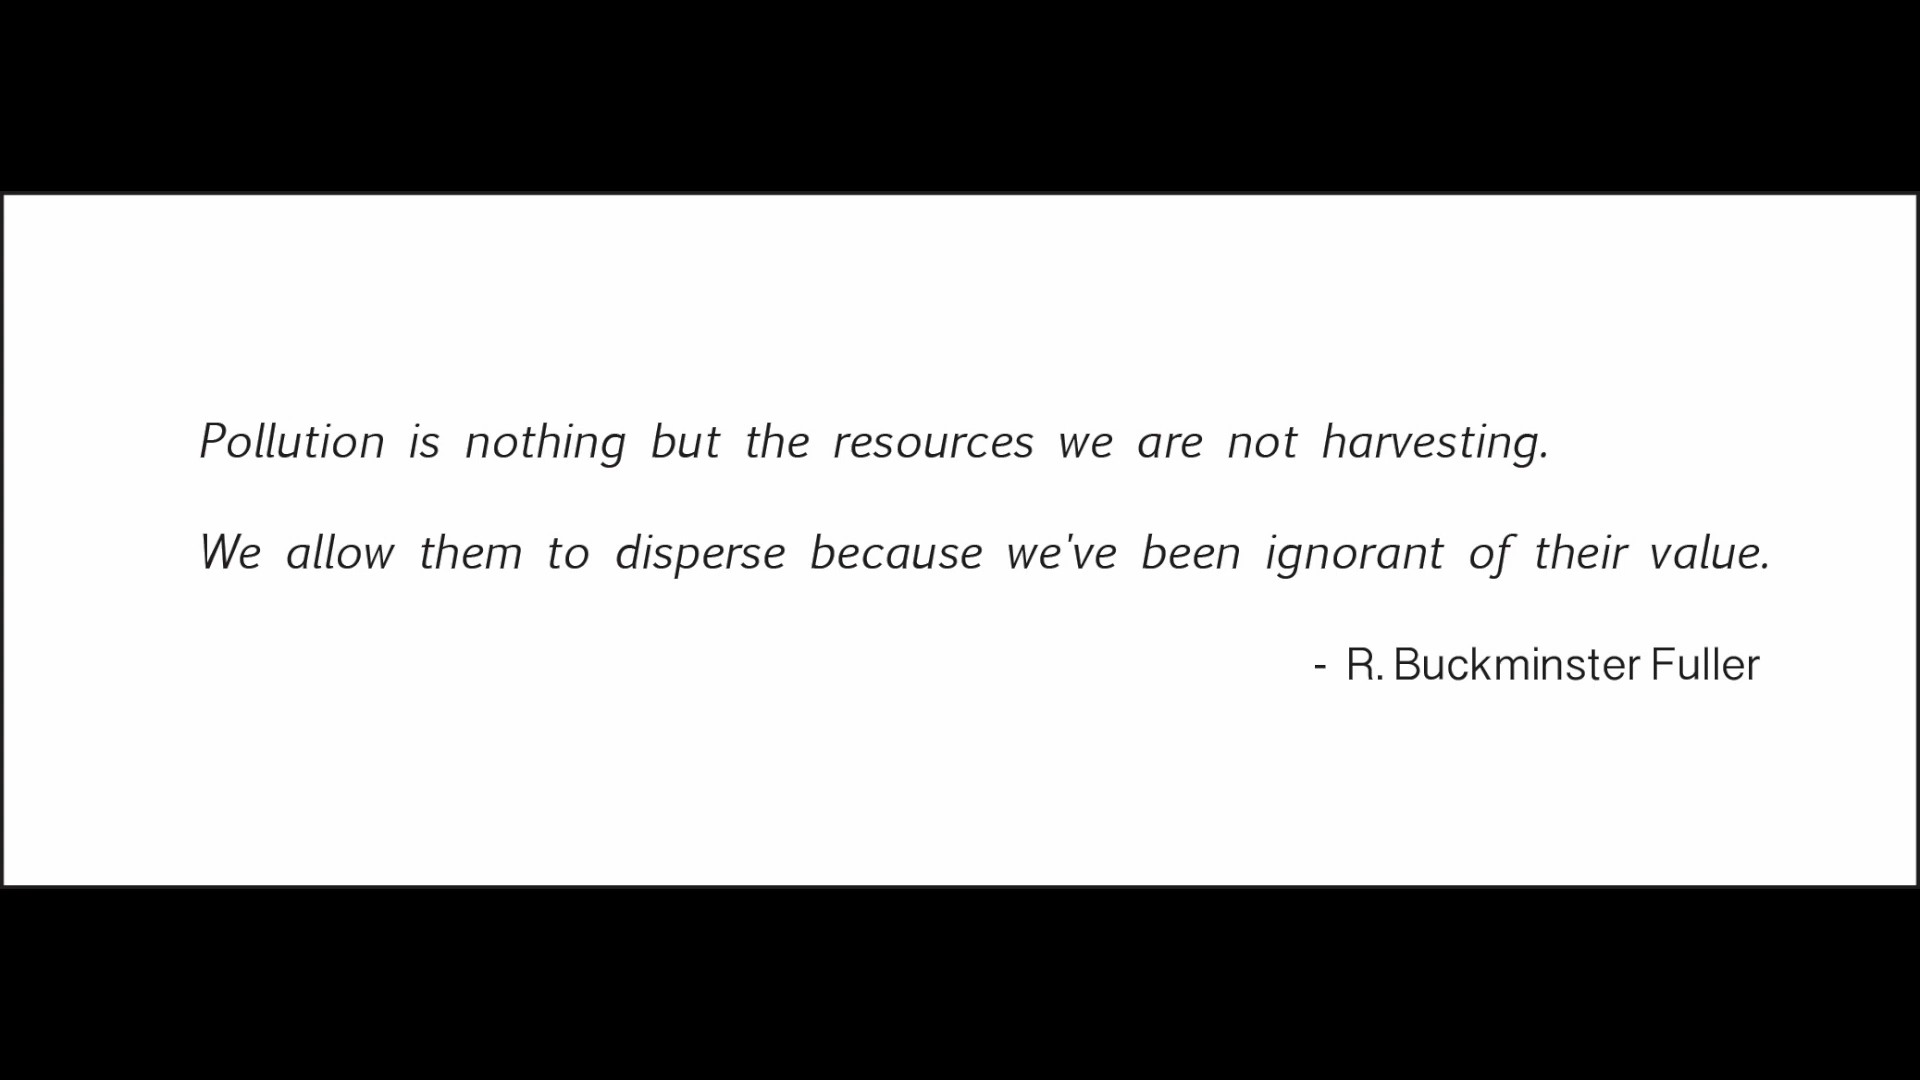 Pollution is nothing but the resources we are not harvesting.
We allow them to disperse because we've been ignorant of their value.
- R. Buckminster Fuller